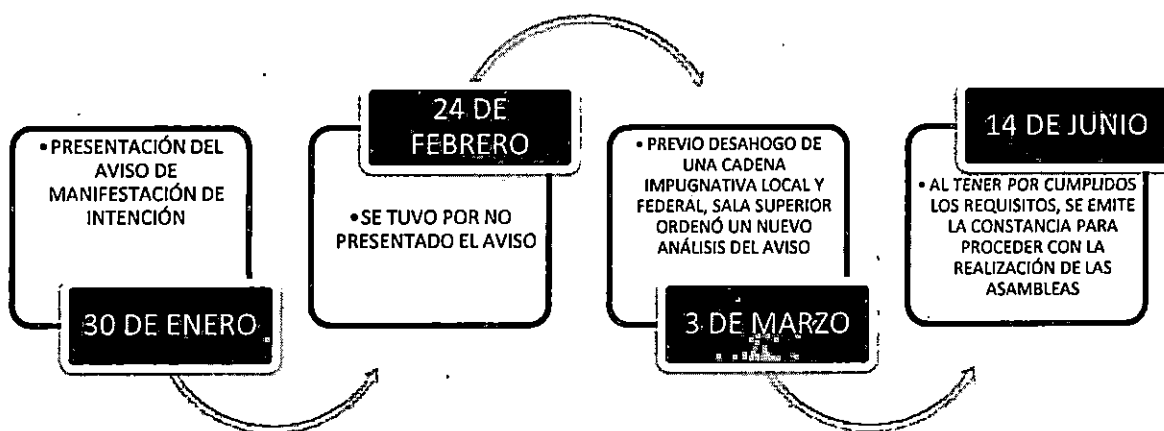 • PRESENTACIÓN DEL
AVISO DE
MANIFESTACIÓN DE
INTENCIÓN
30 DE ENERO
24 DE
FEBRERO
• SE TUVO POR NO
PRESENTADO EL AVISO
• PREVIO DESAHOGO DE
UNA CADENA
IMPUGNATIVA LOCAL Y
FEDERAL, SALA SUPERIOR
ORDENÓ UN NUEVO
ANÁLISIS DEL AVISO
3 DE MARZO
14 DE JUNIO
• AL TENER POR CUMPLIDOS
LOS REQUISITOS, SE EMITE
LA CONSTANCIA PARA
PROCEDER CON LA
REALIZACIÓN DE LAS
ASAMBLEAS